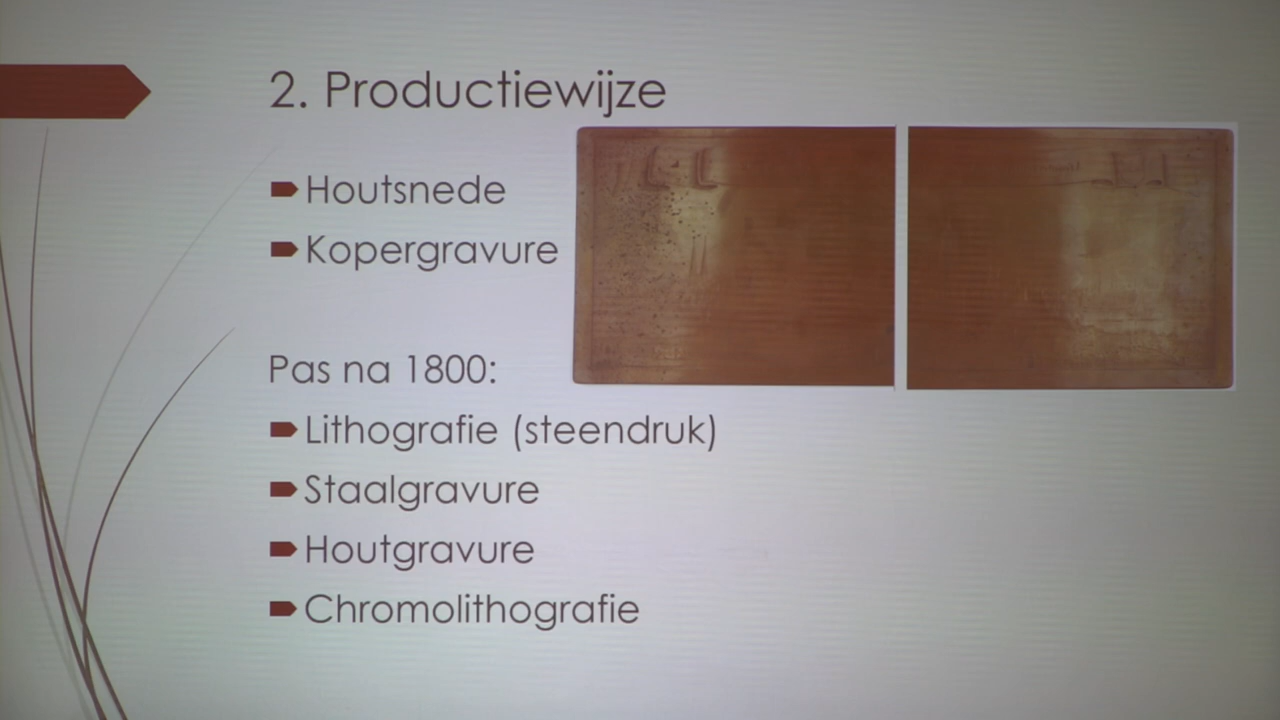 2. Productiewijze
Houtsnede
Kopergravure
Pas na 1800:
Lithografie (steendruk)
Staalgravure
Houtgravure
Chromolithografie